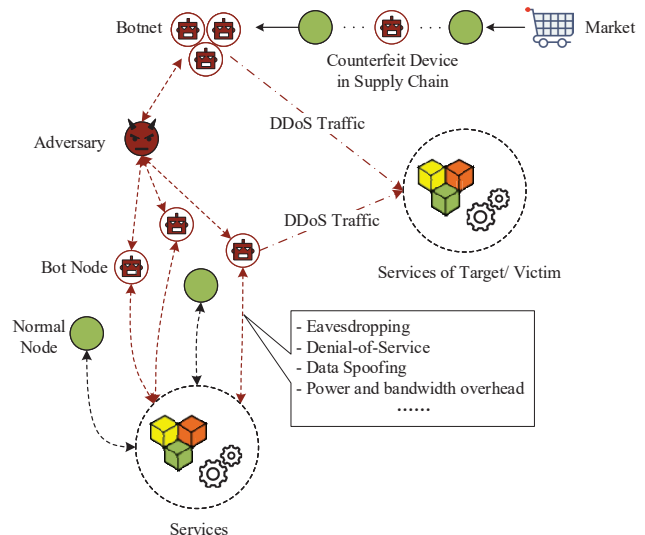 Botnet
Market
Counterfeit Device
in Supply Chain
DDoS Traffic
Adversary
DDoS Traffic
Bot Node
Services of Target/ Victim
Normal
Node
- Eavesdropping
- Denial-of-Service
- Data Spoofing
- Power and bandwidth overhead
......
Services